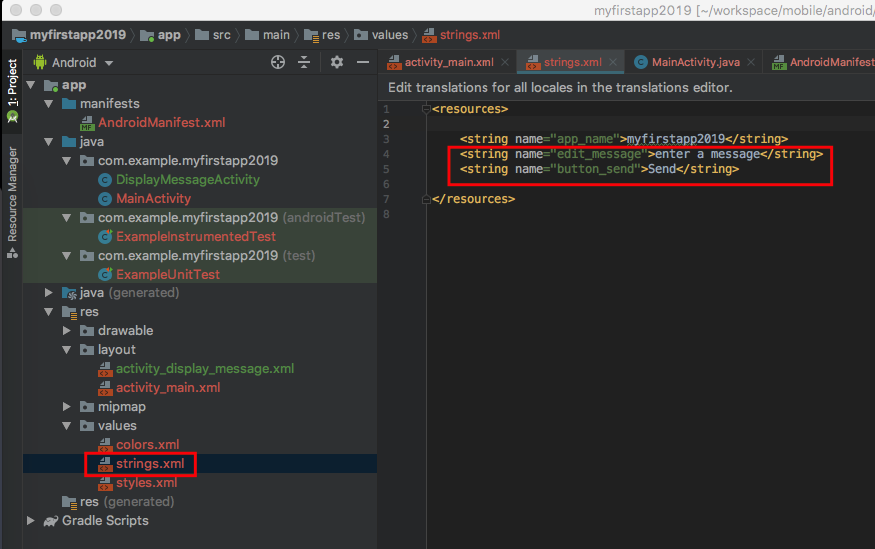 myfirstapp2019 [~/workspace/mobile/android/
myfirstapp2019 app src main res values strings.xml
1: Project
Resource Manager
Android
app
manifests
AndroidManifest.xml
java
com.example.myfirstapp2019
DisplayMessageActivity
MainActivity
com.example.myfirstapp2019 (androidTest)
ExampleInstrumentedTest
com.example.myfirstapp2019 (test)
ExampleUnitTest
java (generated)
res
drawable
layout
activity_display_message.xml
activity_main.xml
mipmap
values
colors.xml
strings.xml
styles.xml
res (generated)
Gradle Scripts
activity_main.xml strings.xml MainActivity.java AndroidManifest
Edit translations for all locales in the translations editor.
1 <resources>
2
3 <string name="app_name">myfirstapp2019</string>
4 <string name="edit_message">enter a message</string>
5 <string name="button_send">Send</string>
6
7 </resources>
8